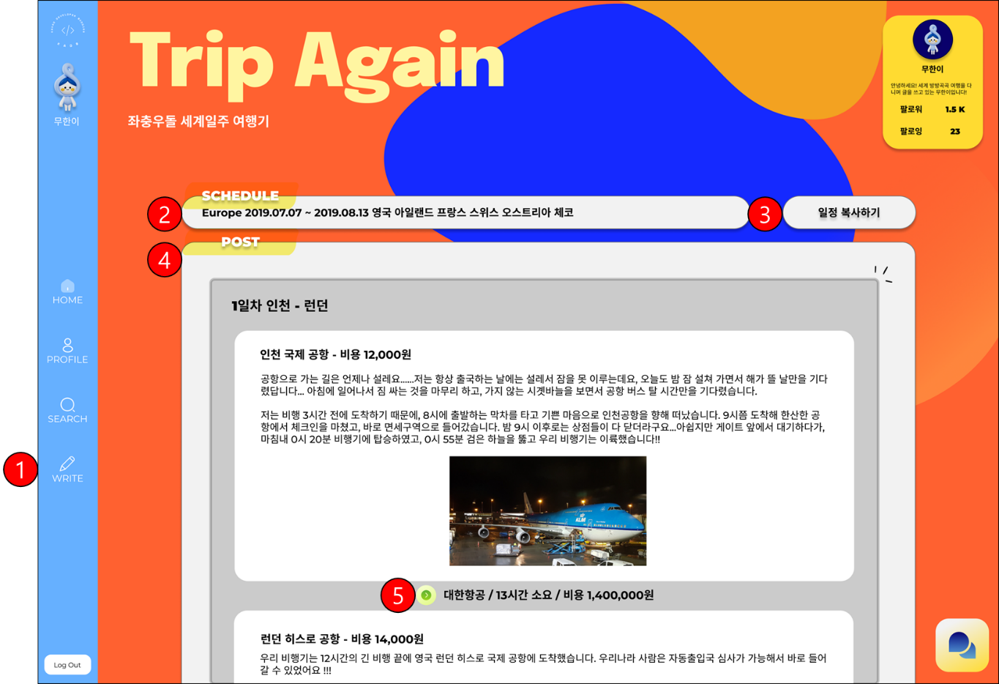 Trip Again
좌충우돌 세계일주 여행기
무한이
HOME
PROFILE
SEARCH
1
WRITE
Log Out
무한이
안녕하세요! 세계 방방곡곡 여행을 다
니며 글을 쓰고 있는 무한이입니다!
팔로워 1.5 K
팔로잉 23
SCHEDULE
2
Europe 2019.07.07 ~ 2019.08.13 영국 아일랜드 프랑스 스위스 오스트리아 체코
3
일정 복사하기
POST
4
1일차 인천 - 런던
인천 국제 공항 - 비용 12,000원
공항으로 가는 길은 언제나 설레요......저는 항상 출국하는 날에는 설레서 잠을 못 이루는데요, 오늘도 밤 잠 설쳐 가면서 해가 뜰 날만을 기다
렸답니다... 아침에 일어나서 짐 싸는 것을 마무리 하고, 가지 않는 시곗바늘을 보면서 공항 버스 탈 시간만을 기다렸습니다.
저는 비행 3시간 전에 도착하기 때문에, 8시에 출발하는 막차를 타고 기쁜 마음으로 인천공항을 향해 떠났습니다. 9시쯤 도착해 한산한 공
항에서 체크인을 마쳤고, 바로 면세구역으로 들어갔습니다. 밤 9시 이후로는 상점들이 다 닫더라구요...아쉽지만 게이트 앞에서 대기하다가,
마침내 0시 20분 비행기에 탑승하였고, 0시 55분 검은 하늘을 뚫고 우리 비행기는 이륙했습니다!!
KLM
5
대한항공 / 13시간 소요 / 비용 1,400,000원
런던 히스로 공항 - 비용 14,000원
우리 비행기는 12시간의 긴 비행 끝에 영국 런던 히스로 국제 공항에 도착했습니다. 우리나라 사람은 자동출입국 심사가 가능해서 바로 들어
갈 수 있었어요 !!!